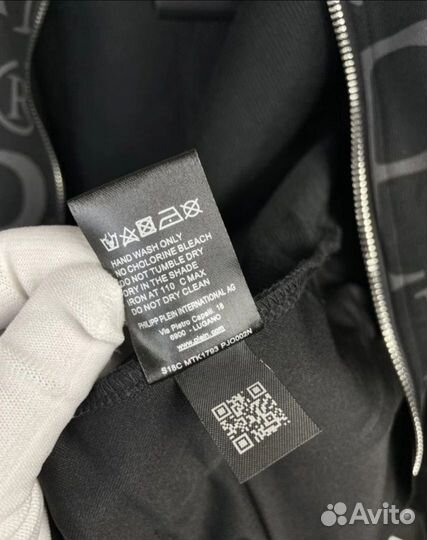 HAND WASH ONLY
NO CHOLORINE BLEACH
DO NOT TUMBLE DRY
DRY IN THE SHADE
IRON AT 110 C MAX
DO NOT DRY CLEAN
PHILIPP PLEIN INTERNATIONAL AG
Via Pietro Capelli 18
6900 - LUGANO
www.plein.com
S18C MTK1793 PJO002N
Avito